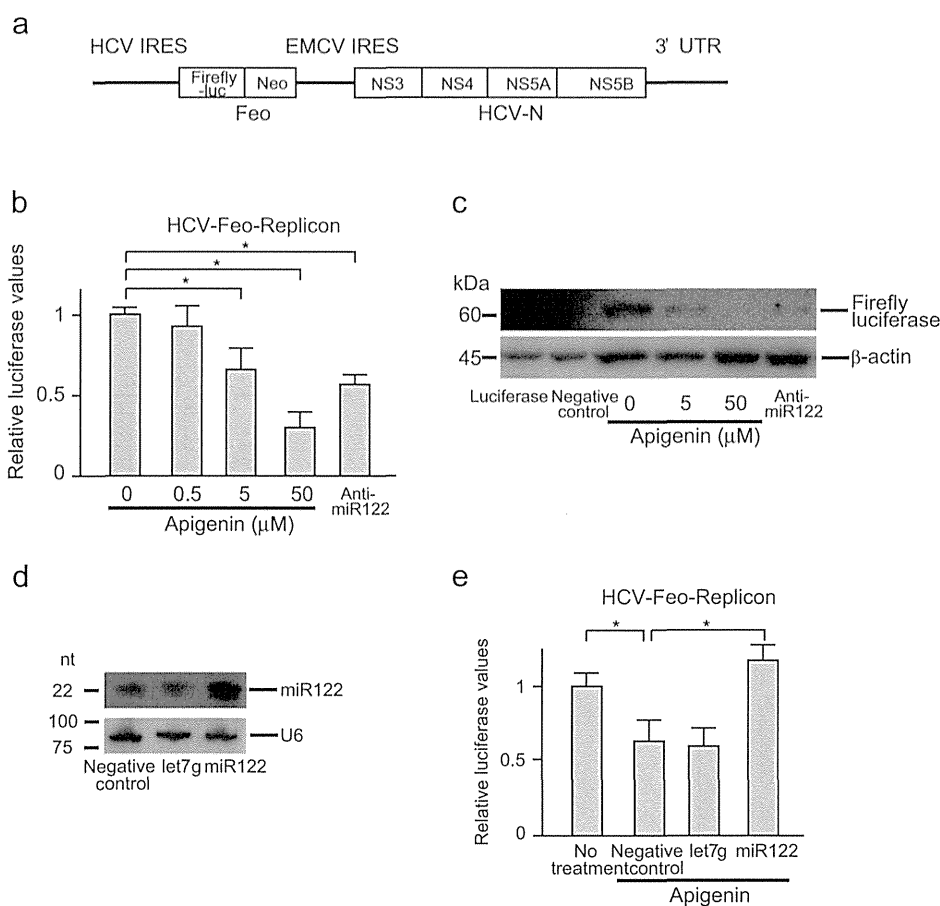 a
HCV IRES EMCV IRES 3' UTR
Firefly
-luc Neo NS3 NS4 NS5A NS5B
Feo HCV-N
b
HCV-Feo-Replicon
* 
* 
* 
Relative luciferase values
1
0.5
0
0 0.5 5 50 Anti-
miR122
Apigenin (μM)
c
kDa
60 Firefly
luciferase
45 β-actin
Luciferase Negative
control 0 5 50 Anti-
miR122
Apigenin (μM)
d
nt
22 miR122
100
75 U6
Negative
control let7g miR122
e
HCV-Feo-Replicon
* *
Relative luciferase values
1
0.5
0
No
treatment Negative
control let7g miR122
Apigenin